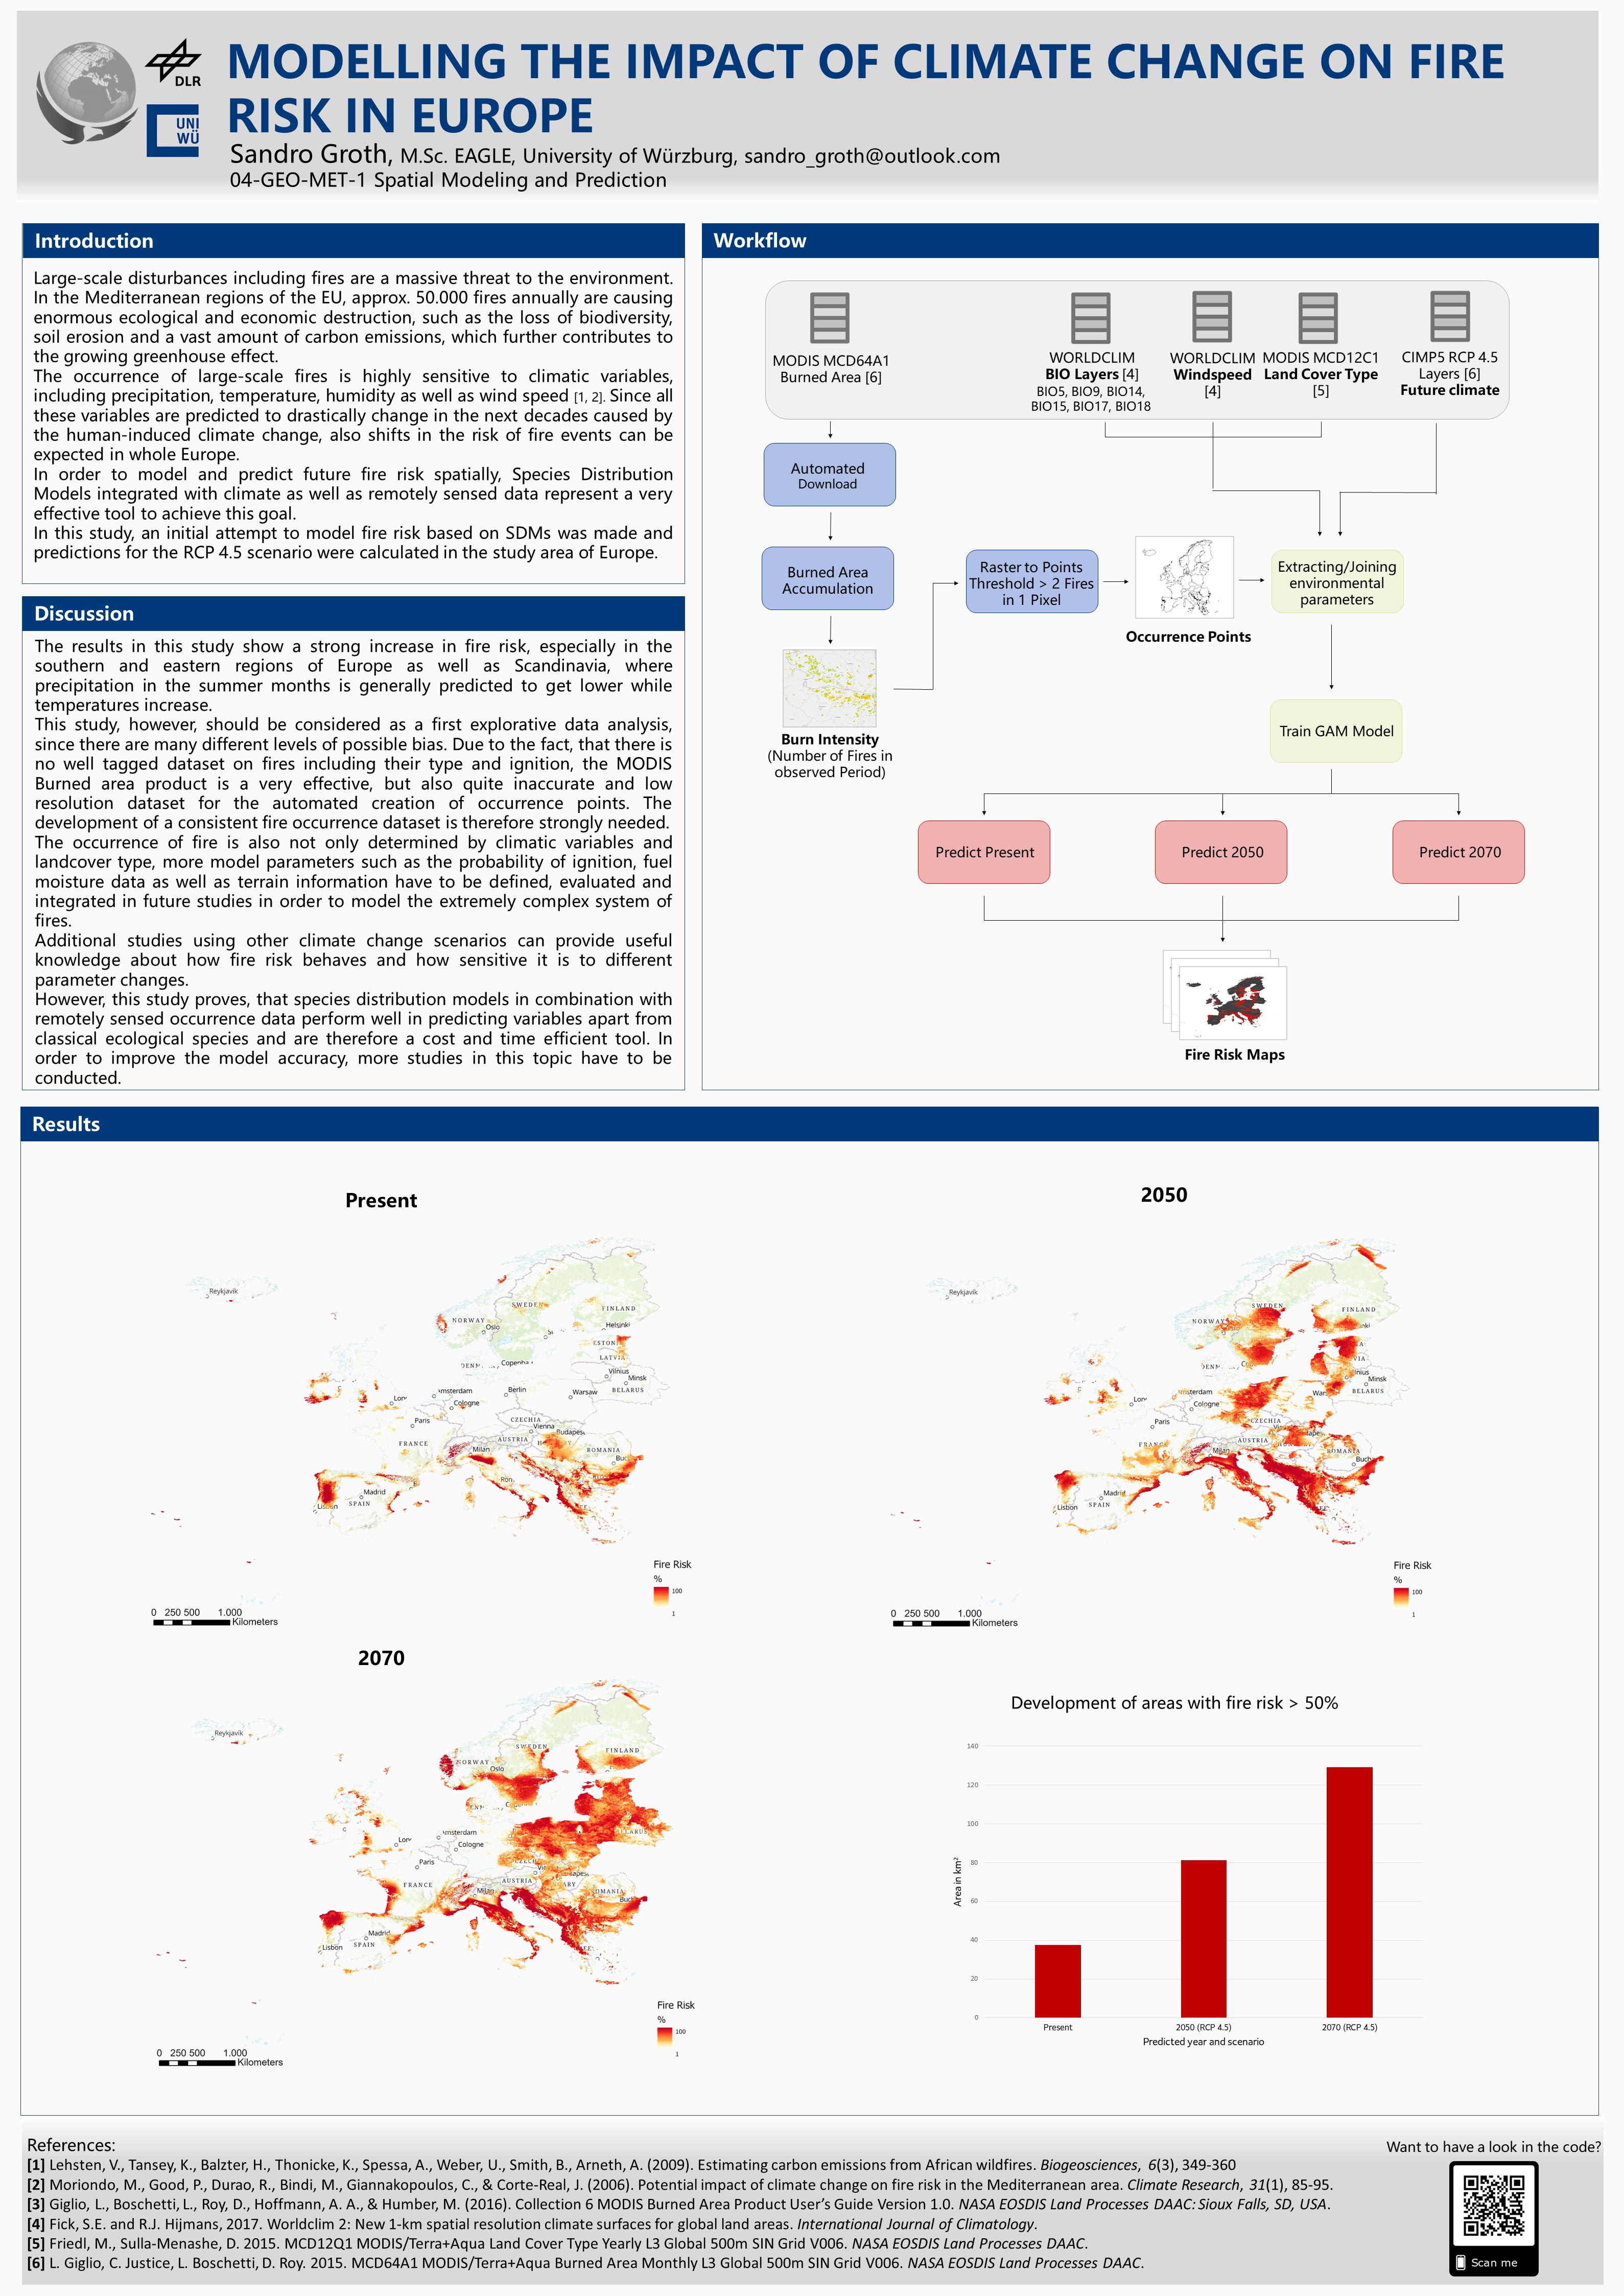 DLR
UNI
WÜ
MODELLING THE IMPACT OF CLIMATE CHANGE ON FIRE
RISK IN EUROPE
Sandro Groth, M.Sc. EAGLE, University of Würzburg, sandro_groth@outlook.com
04-GEO-MET-1 Spatial Modeling and Prediction
Introduction
Large-scale disturbances including fires are a massive threat to the environment.
In the Mediterranean regions of the EU, approx. 50.000 fires annually are causing
enormous ecological and economic destruction, such as the loss of biodiversity,
soil erosion and a vast amount of carbon emissions, which further contributes to
the growing greenhouse effect.
The occurrence of large-scale fires is highly sensitive to climatic variables,
including precipitation, temperature, humidity as well as wind speed [1, 2]. Since all
these variables are predicted to drastically change in the next decades caused by
the human-induced climate change, also shifts in the risk of fire events can be
expected in whole Europe.
In order to model and predict future fire risk spatially, Species Distribution
Models integrated with climate as well as remotely sensed data represent a very
effective tool to achieve this goal.
In this study, an initial attempt to model fire risk based on SDMs was made and
predictions for the RCP 4.5 scenario were calculated in the study area of Europe.
Discussion
The results in this study show a strong increase in fire risk, especially in the
southern and eastern regions of Europe as well as Scandinavia, where
precipitation in the summer months is generally predicted to get lower while
temperatures increase.
This study, however, should be considered as a first explorative data analysis,
since there are many different levels of possible bias. Due to the fact, that there is
no well tagged dataset on fires including their type and ignition, the MODIS
Burned area product is a very effective, but also quite inaccurate and low
resolution dataset for the automated creation of occurrence points. The
development of a consistent fire occurrence dataset is therefore strongly needed.
The occurrence of fire is also not only determined by climatic variables and
landcover type, more model parameters such as the probability of ignition, fuel
moisture data as well as terrain information have to be defined, evaluated and
integrated in future studies in order to model the extremely complex system of
fires.
Additional studies using other climate change scenarios can provide useful
knowledge about how fire risk behaves and how sensitive it is to different
parameter changes.
However, this study proves, that species distribution models in combination with
remotely sensed occurrence data perform well in predicting variables apart from
classical ecological species and are therefore a cost and time efficient tool. In
order to improve the model accuracy, more studies in this topic have to be
conducted.
Workflow
MODIS MCD64A1
Burned Area [6]
WORLDCLIM
BIO Layers [4]
BIO5, BIO9, BIO14,
BIO15, BIO17, BIO18
WORLDCLIM
Windspeed
[4]
MODIS MCD12C1
Land Cover Type
[5]
CIMP5 RCP 4.5
Layers [6]
Future climate
Automated
Download
Burned Area
Accumulation
Burn Intensity
(Number of Fires in
observed Period)
Raster to Points
Threshold > 2 Fires
in 1 Pixel
Occurrence Points
Extracting/Joining
environmental
parameters
Train GAM Model
Predict Present
Predict 2050
Predict 2070
Fire Risk Maps
Results
Present
Reykjavík
SWEDEN
FINLAND
NORWAY
Oslo
Helsinki
ESTON
LATVIA
DENM
Copenha
Vilnius
Minsk
BELARUS
Amsterdam
Berlin
Warsaw
Lon
Cologne
Paris
CZECHIA
Vienna
Budapes
FRANCE
AUSTRIA
Milan
ROMANIA
Buc
Rom
Madrid
Lisbon
SPAIN
Fire Risk
%
100
1
0 250 500 1.000
Kilometers
2050
Reykjavík
SWEDEN
FINLAND
NORWAY
Minsk
BELARUS
Amsterdam
Lon
Cologne
Paris
CZECHIA
FRANCE
AUSTRIA
Milan
ROMANIA
Buch
Madrid
Lisbon
SPAIN
Fire Risk
%
100
1
0 250 500 1.000
Kilometers
2070
Reykjavík
SWEDEN
FINLAND
NORWAY
Oslo
Amsterdam
Lon
Cologne
Paris
FRANCE
AUSTRIA
Milan
OMANIA
Buc
Madrid
Lisbon
SPAIN
Fire Risk
%
100
1
0 250 500 1.000
Kilometers
Development of areas with fire risk > 50%
140
120
100
80
60
40
20
0
Area in km²
Present
2050 (RCP 4.5)
2070 (RCP 4.5)
Predicted year and scenario
References:
[1] Lehsten, V., Tansey, K., Balzter, H., Thonicke, K., Spessa, A., Weber, U., Smith, B., Arneth, A. (2009). Estimating carbon emissions from African wildfires. Biogeosciences, 6(3), 349-360
[2] Moriondo, M., Good, P., Durao, R., Bindi, M., Giannakopoulos, C., & Corte-Real, J. (2006). Potential impact of climate change on fire risk in the Mediterranean area. Climate Research, 31(1), 85-95.
[3] Giglio, L., Boschetti, L., Roy, D., Hoffmann, A. A., & Humber, M. (2016). Collection 6 MODIS Burned Area Product User's Guide Version 1.0. NASA EOSDIS Land Processes DAAC: Sioux Falls, SD, USA.
[4] Fick, S.E. and R.J. Hijmans, 2017. Worldclim 2: New 1-km spatial resolution climate surfaces for global land areas. International Journal of Climatology.
[5] Friedl, M., Sulla-Menashe, D. 2015. MCD12Q1 MODIS/Terra+Aqua Land Cover Type Yearly L3 Global 500m SIN Grid V006. NASA EOSDIS Land Processes DAAC.
[6] L. Giglio, C. Justice, L. Boschetti, D. Roy. 2015. MCD64A1 MODIS/Terra+Aqua Burned Area Monthly L3 Global 500m SIN Grid V006. NASA EOSDIS Land Processes DAAC.
Want to have a look in the code?
Scan me